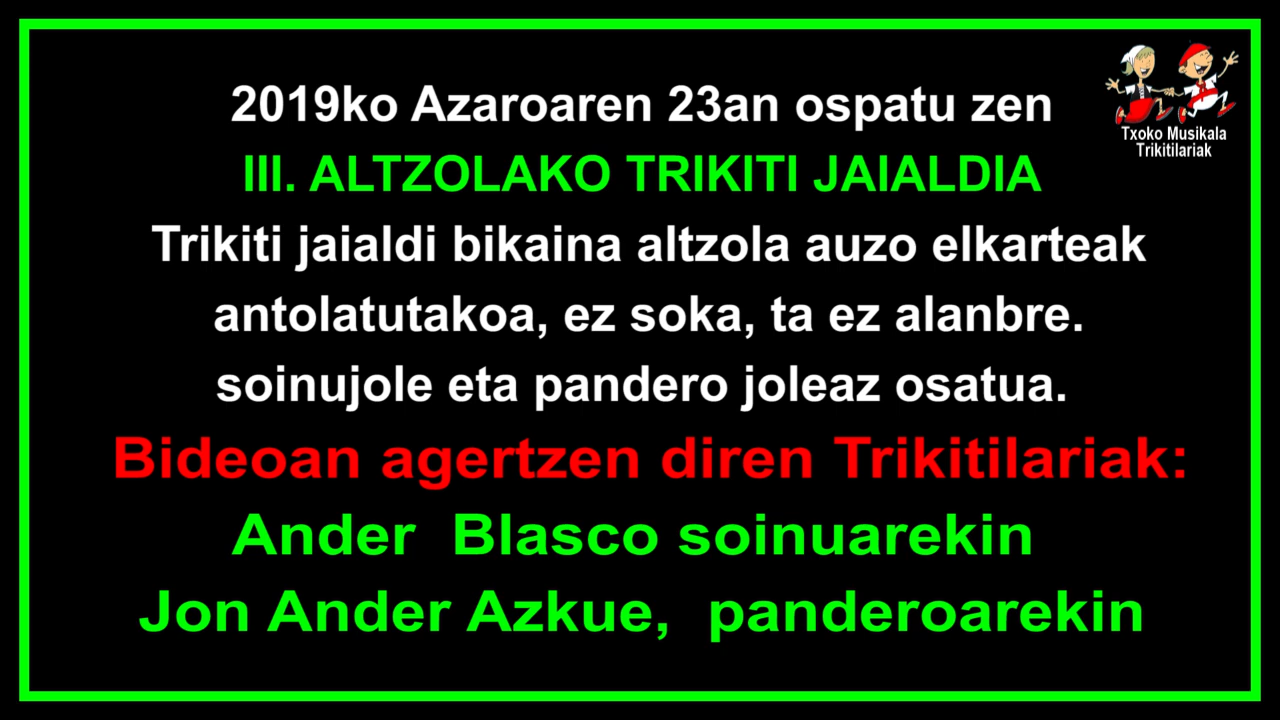 2019ko Azaroaren 23an ospatu zen
III. ALTZOLAKO TRIKITI JAIALDIA
Trikiti jaialdi bikaina altzola auzo elkarteak
antolatutakoa, ez soka, ta ez alanbre.
soinujole eta pandero joleaz osatua.
Bideoan agertzen diren Trikitilariak:
Ander Blasco soinuarekin
Jon Ander Azkue, panderoarekin
Txoko Musikala
Trikitilariak